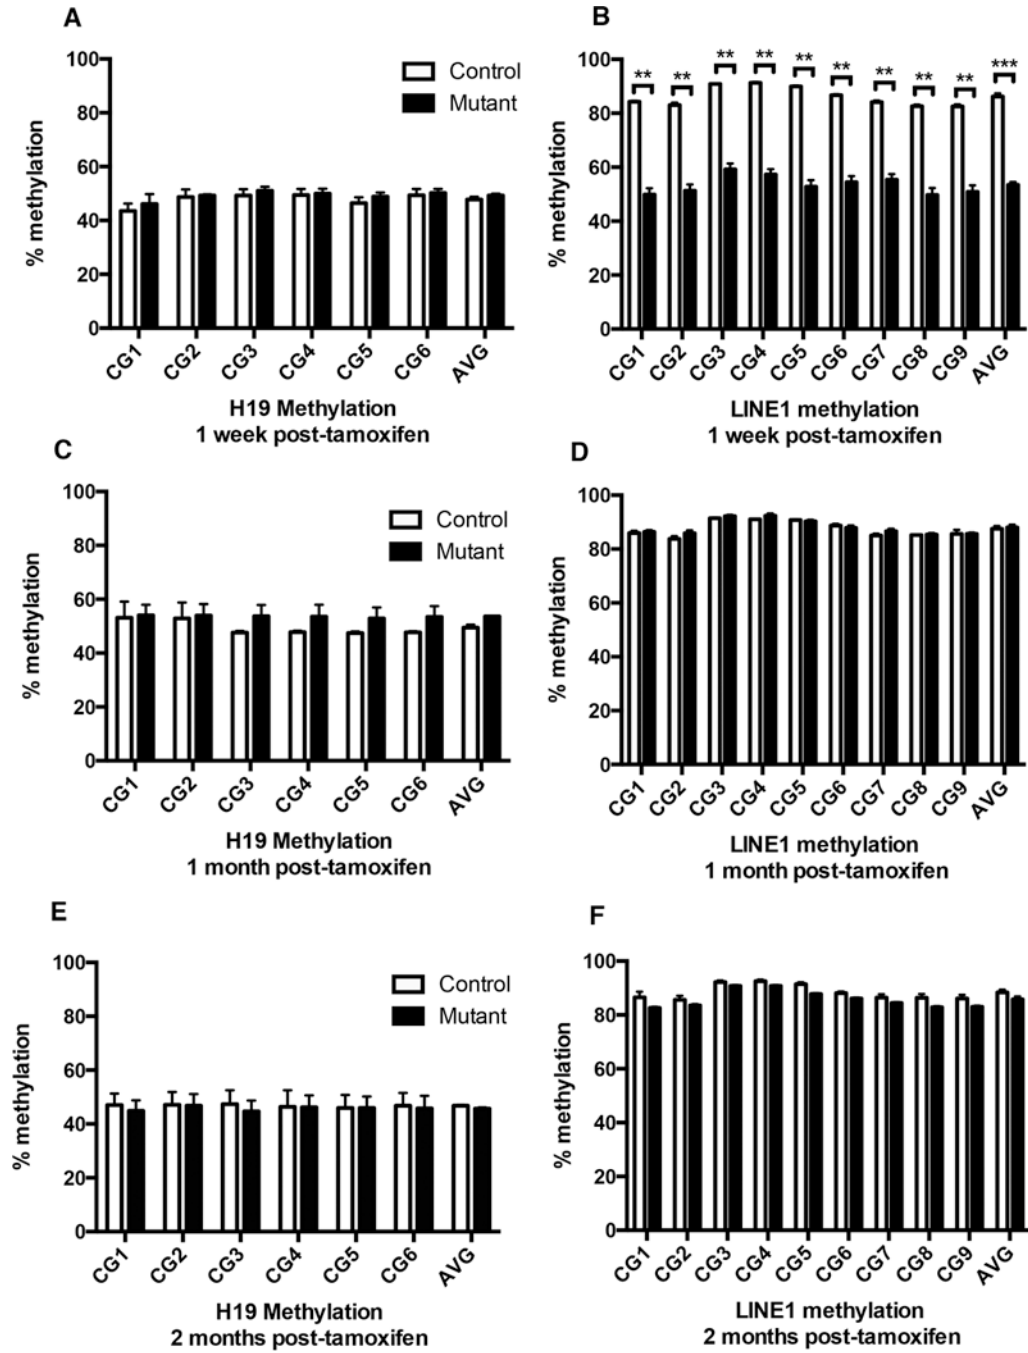 A
100
80
60
40
20
0
% methylation
Control
Mutant
CG1 CG2 CG3 CG4 CG5 CG6 AVG
H19 Methylation
1 week post-tamoxifen
B
100
80
60
40
20
0
% methylation
** ** ** ** ** ** ** ** ** ***
CG1 CG2 CG3 CG4 CG5 CG6 CG7 CG8 CG9 AVG
LINE1 methylation
1 week post-tamoxifen
C
100
80
60
40
20
0
% methylation
Control
Mutant
CG1 CG2 CG3 CG4 CG5 CG6 AVG
H19 Methylation
1 month post-tamoxifen
D
100
80
60
40
20
0
% methylation
CG1 CG2 CG3 CG4 CG5 CG6 CG7 CG8 CG9 AVG
LINE1 methylation
1 month post-tamoxifen
E
100
80
60
40
20
0
% methylation
Control
Mutant
CG1 CG2 CG3 CG4 CG5 CG6 AVG
H19 Methylation
2 months post-tamoxifen
F
100
80
60
40
20
0
% methylation
CG1 CG2 CG3 CG4 CG5 CG6 CG7 CG8 CG9 AVG
LINE1 methylation
2 months post-tamoxifen